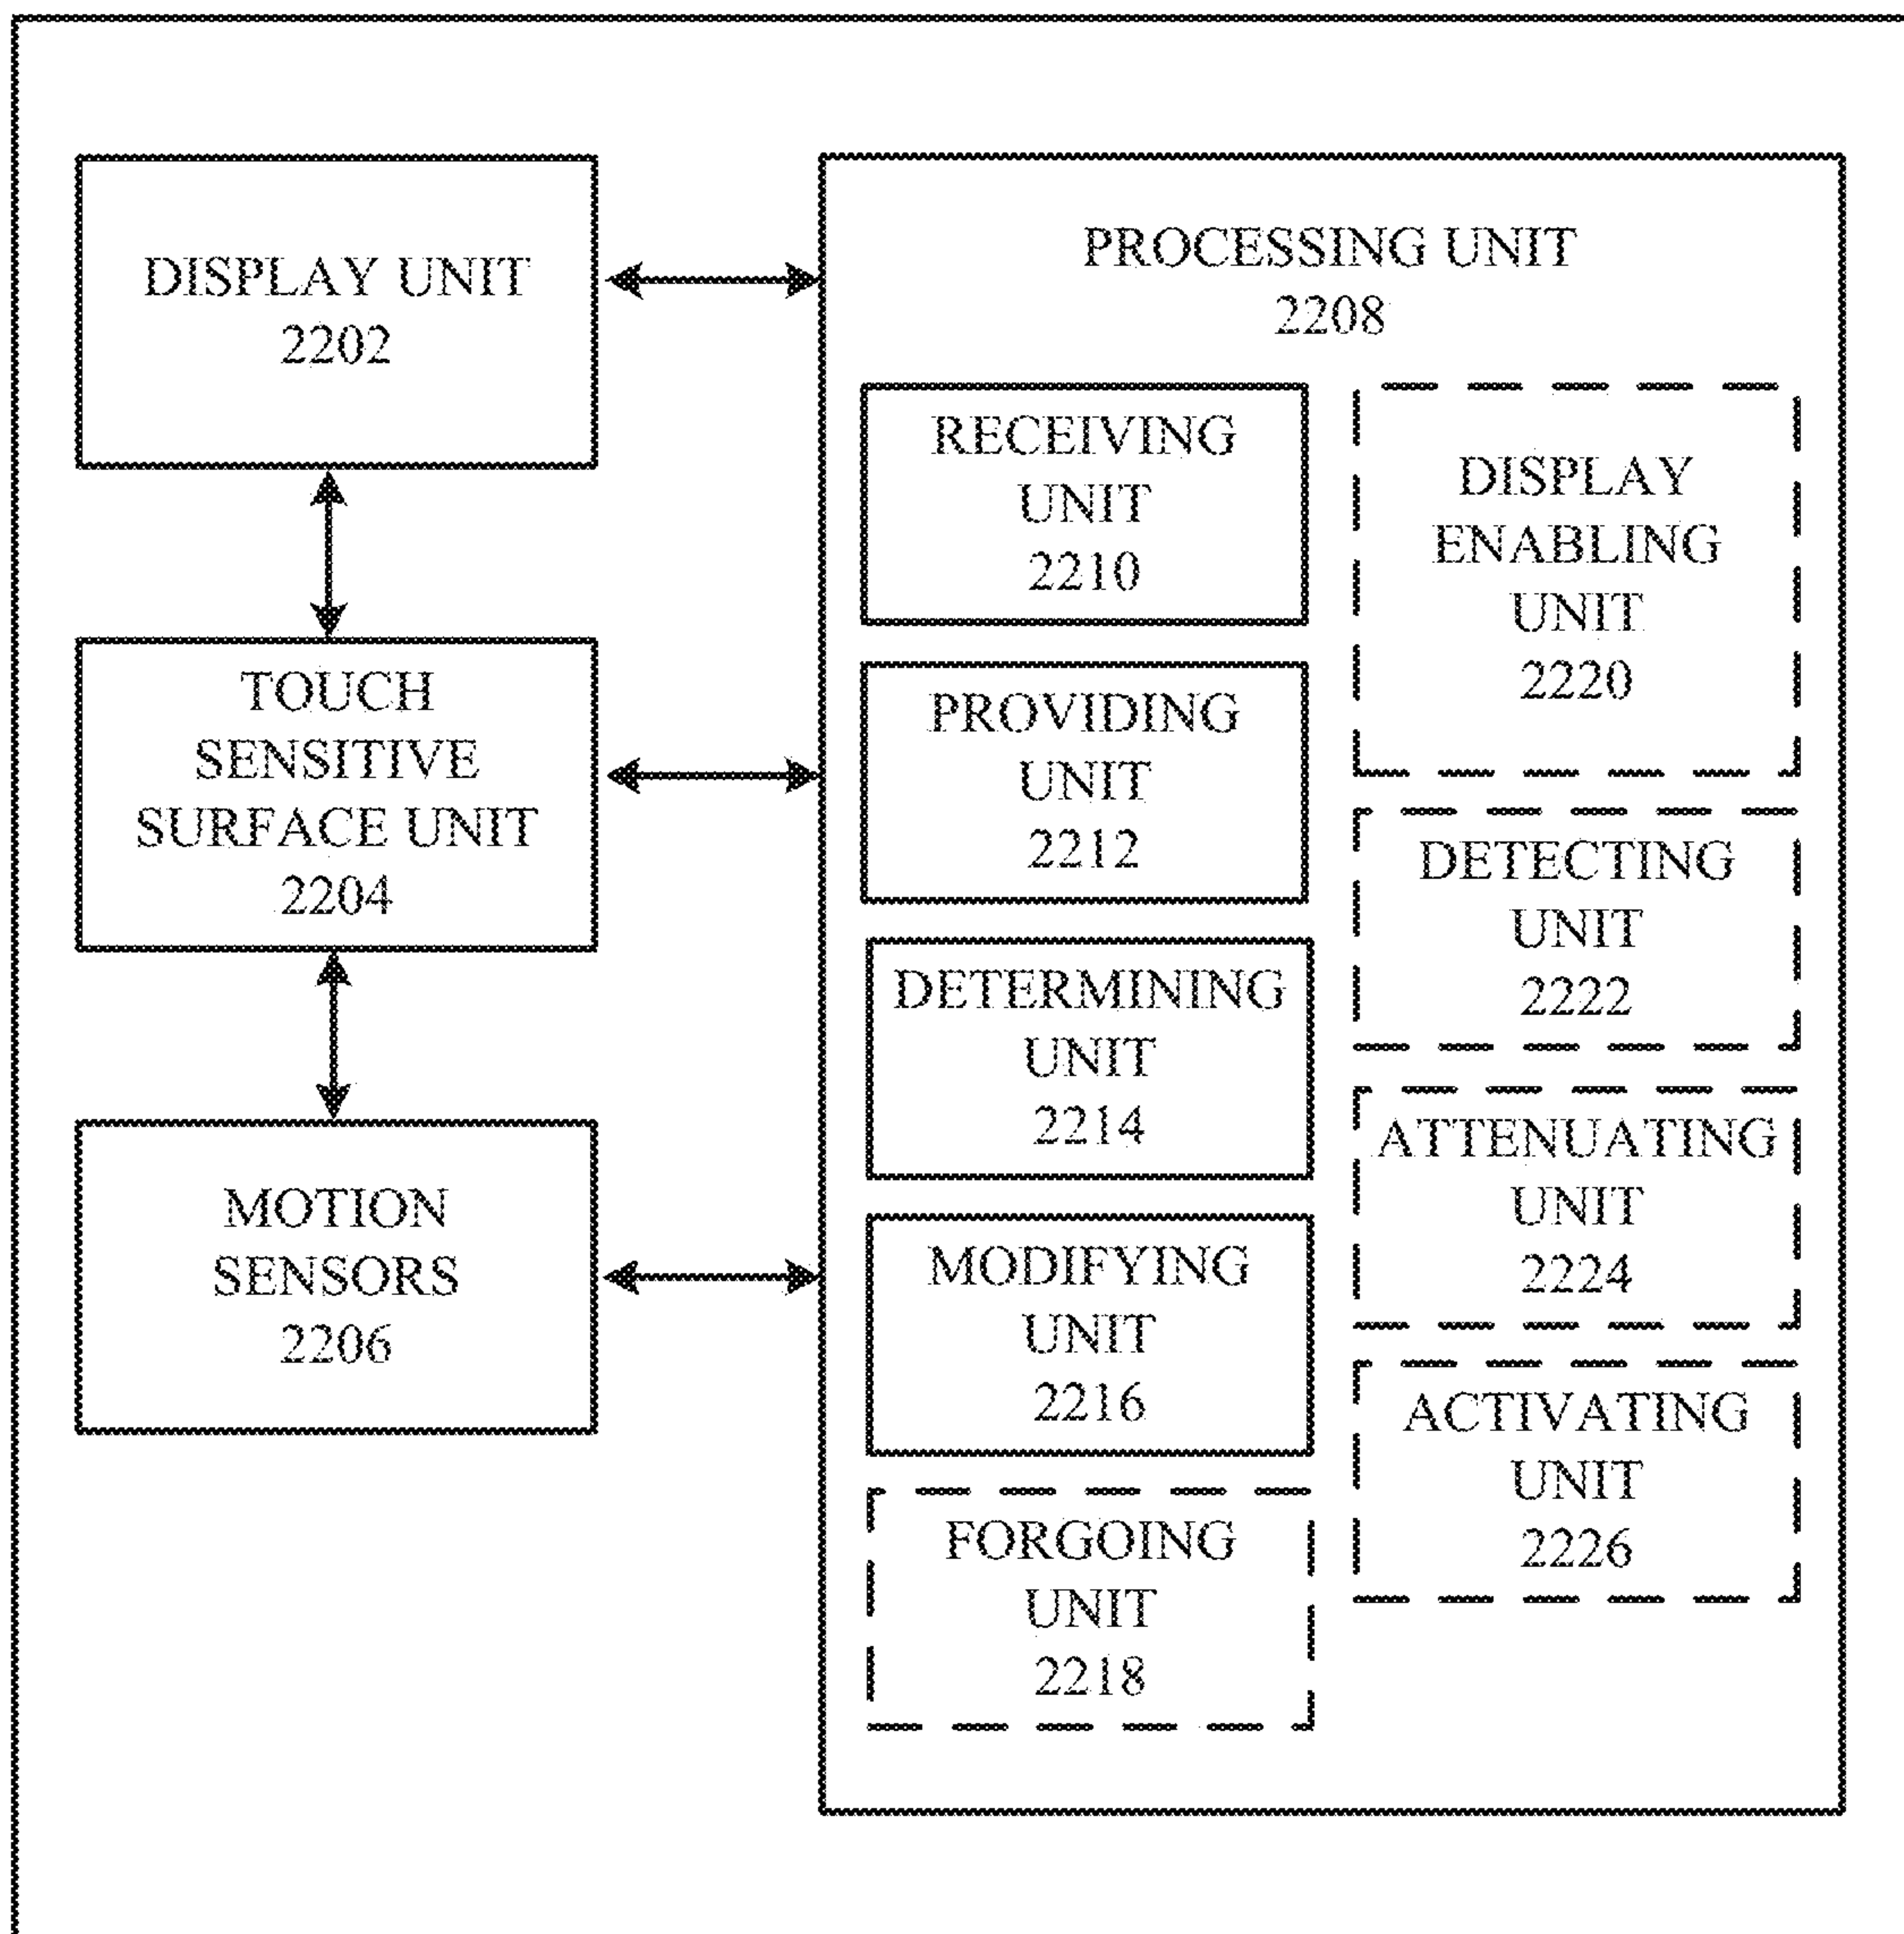 DISPLAY UNIT
2202
TOUCH
SENSITIVE
SURFACE UNIT
2204
MOTION
SENSORS
2206
PROCESSING UNIT
2208
RECEIVING
UNIT
2210
PROVIDING
UNIT
2212
DETERMINING
UNIT
2214
MODIFYING
UNIT
2216
FORGOING
UNIT
2218
DISPLAY
ENABLING
UNIT
2220
DETECTING
UNIT
2222
ATTENUATING
UNIT
2224
ACTIVATING
UNIT
2226